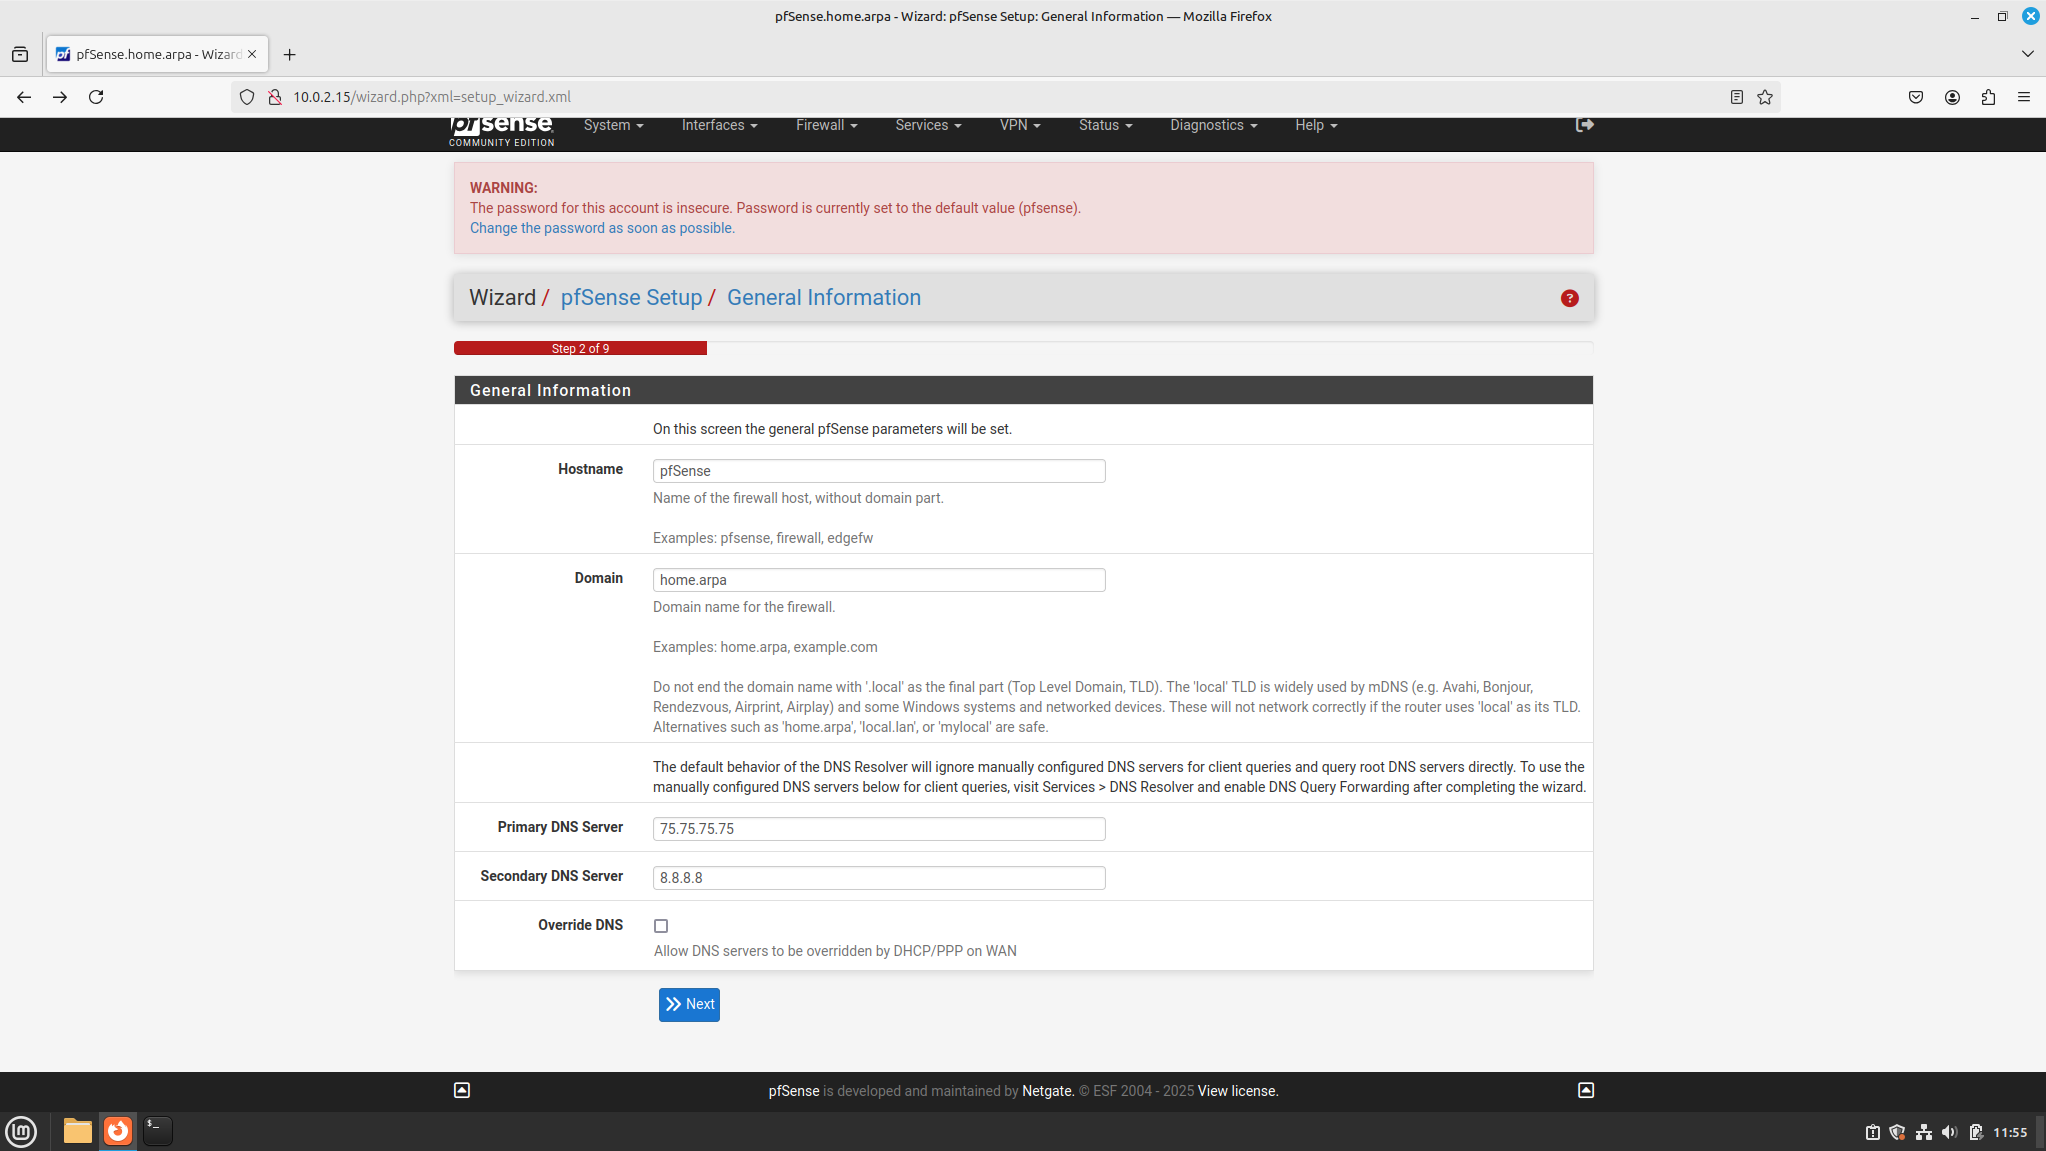 pfSense.home.arpa - Wizard: pfSense Setup: General Information — Mozilla Firefox
pfSense.home.arpa - Wizard
10.0.2.15/wizard.php?xml=setup_wizard.xml
pfsense
COMMUNITY EDITION
System Interfaces Firewall Services VPN Status Diagnostics Help
WARNING:
The password for this account is insecure. Password is currently set to the default value (pfsense).
Change the password as soon as possible.
Wizard / pfSense Setup / General Information
Step 2 of 9
General Information
On this screen the general pfSense parameters will be set.
Hostname pfSense
Name of the firewall host, without domain part.
Examples: pfsense, firewall, edgefw
Domain home.arpa
Domain name for the firewall.
Examples: home.arpa, example.com
Do not end the domain name with '.local' as the final part (Top Level Domain, TLD). The 'local' TLD is widely used by mDNS (e.g. Avahi, Bonjour,
Rendezvous, Airprint, Airplay) and some Windows systems and networked devices. These will not network correctly if the router uses 'local' as its TLD.
Alternatives such as 'home.arpa', 'local.lan', or 'mylocal' are safe.
The default behavior of the DNS Resolver will ignore manually configured DNS servers for client queries and query root DNS servers directly. To use the
manually configured DNS servers below for client queries, visit Services > DNS Resolver and enable DNS Query Forwarding after completing the wizard.
Primary DNS Server 75.75.75.75
Secondary DNS Server 8.8.8.8
Override DNS
Allow DNS servers to be overridden by DHCP/PPP on WAN
Next
pfSense is developed and maintained by Netgate. © ESF 2004 - 2025 View license.
11:55